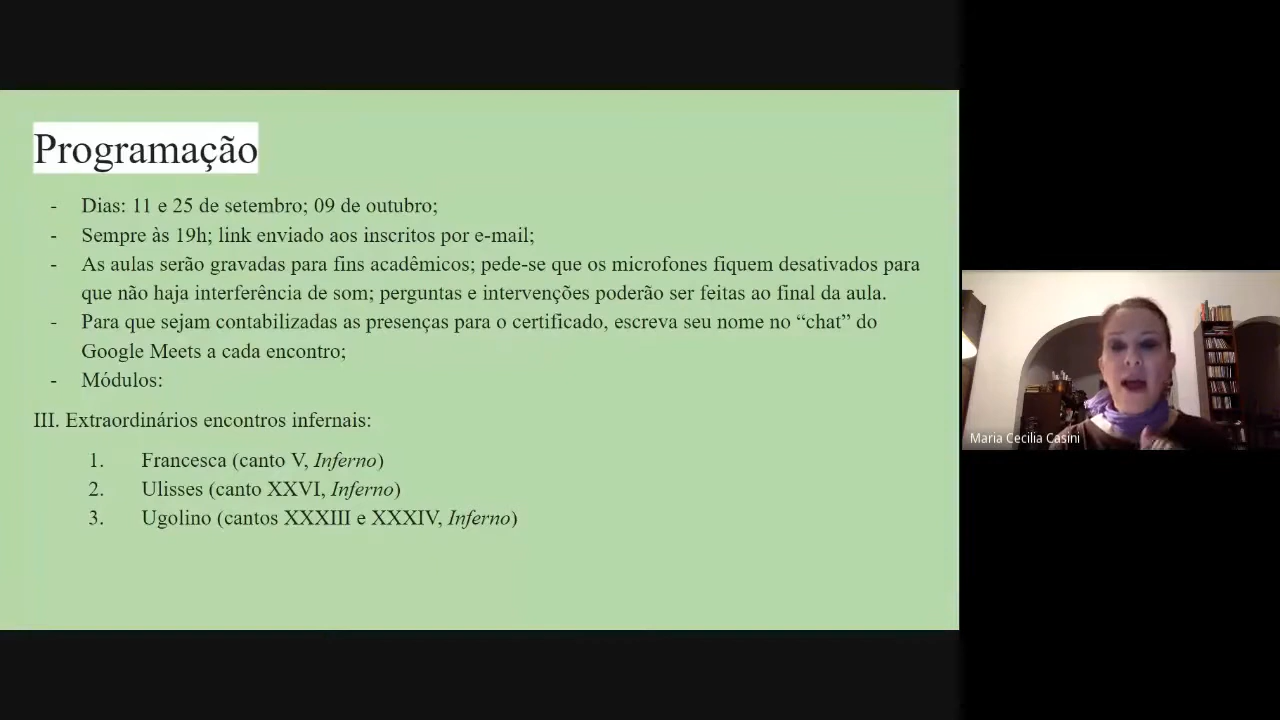 Programação
- Dias: 11 e 25 de setembro; 09 de outubro;
- Sempre às 19h; link enviado aos inscritos por e-mail;
- As aulas serão gravadas para fins acadêmicos; pede-se que os microfones fiquem desativados para
que não haja interferência de som; perguntas e intervenções poderão ser feitas ao final da aula.
- Para que sejam contabilizadas as presenças para o certificado, escreva seu nome no “chat” do
Google Meets a cada encontro;
- Módulos:
III. Extraordinários encontros infernais:
1. Francesca (canto V, Inferno)
2. Ulisses (canto XXVI, Inferno)
3. Ugolino (cantos XXXIII e XXXIV, Inferno)
Maria Cecilia Casini